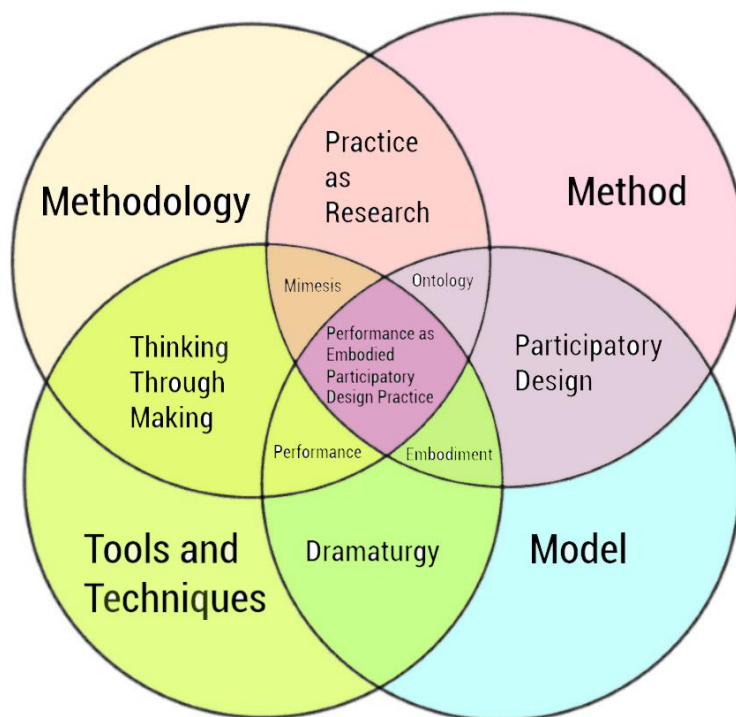 Practice
as
Research
Methodology
Method
Mimesis
Ontology
Thinking
Through
Making
Performance as
Embodied
Participatory
Design Practice
Participatory
Design
Performance
Embodiment
Tools and
Techniques
Dramaturgy
Model